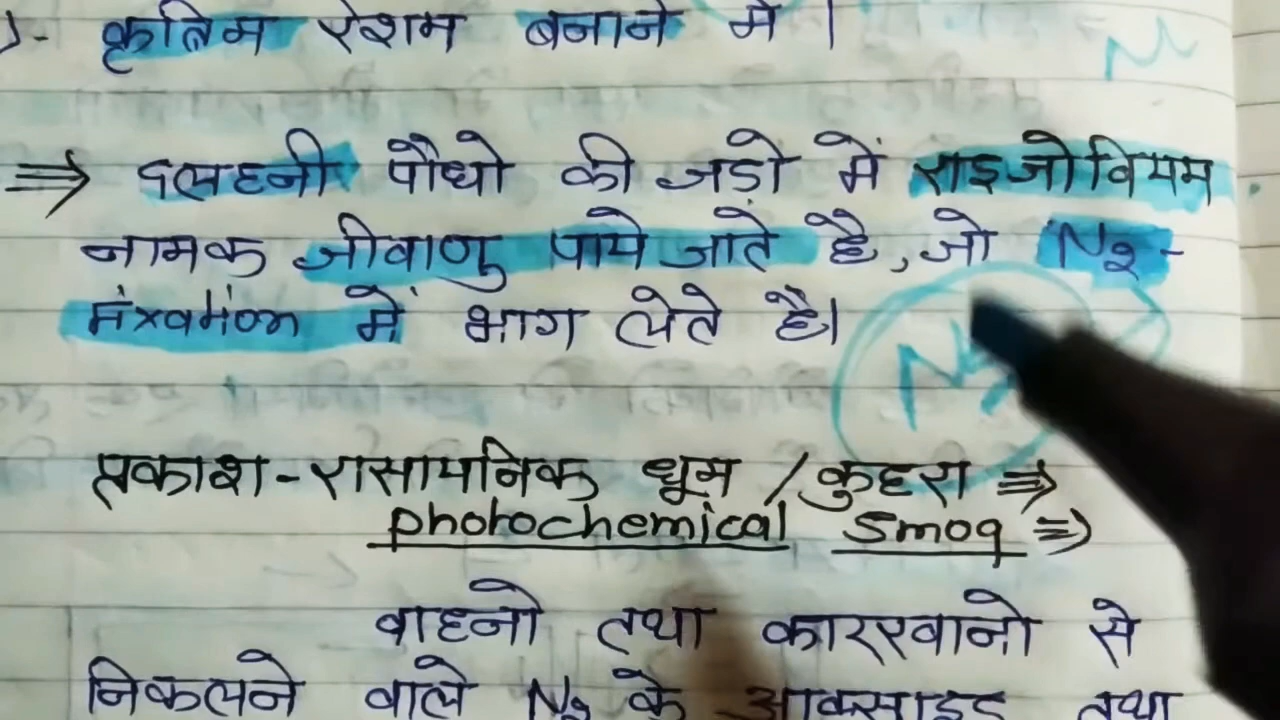 कृत्रिम रेशम बनाने मे |
⇒ दलहनी पौधो की जड़ो में राइजोवियम
नामक जीवाणु पाये जाते है, जो N₂-
में भाग लेते है।
N₂
प्रकाश-रासायनिक धूम / कुहरा ⇒
photochemical smog ⇒
वाहनो तथा कारखानो से
निकलने वाले N₂ के आक्साइड तथा